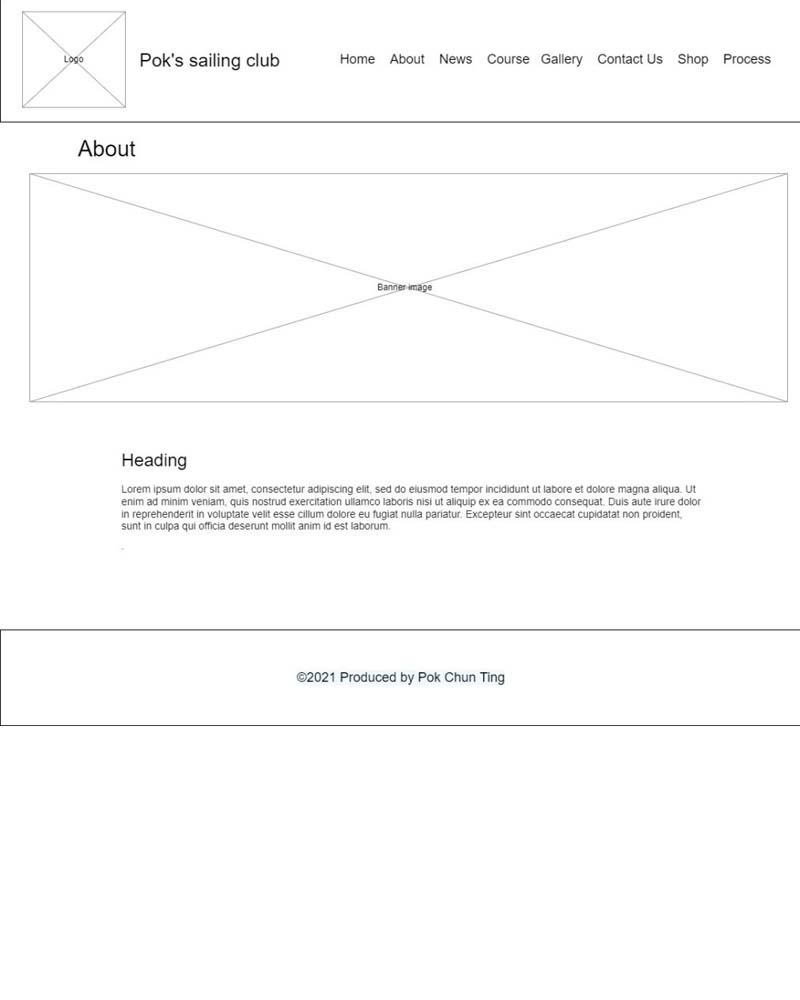 Logo
Pok's sailing club
Home About News Course Gallery Contact Us Shop Process
About
Banner image
Heading
Lorem ipsum dolor sit amet, consectetur adipiscing elit, sed do eiusmod tempor incididunt ut labore et dolore magna aliqua. Ut
enim ad minim veniam, quis nostrud exercitation ullamco laboris nisi ut aliquip ex ea commodo consequat. Duis aute irure dolor
in reprehenderit in voluptate velit esse cillum dolore eu fugiat nulla pariatur. Excepteur sint occaecat cupidatat non proident,
sunt in culpa qui officia deserunt mollit anim id est laborum.
.
©2021 Produced by Pok Chun Ting